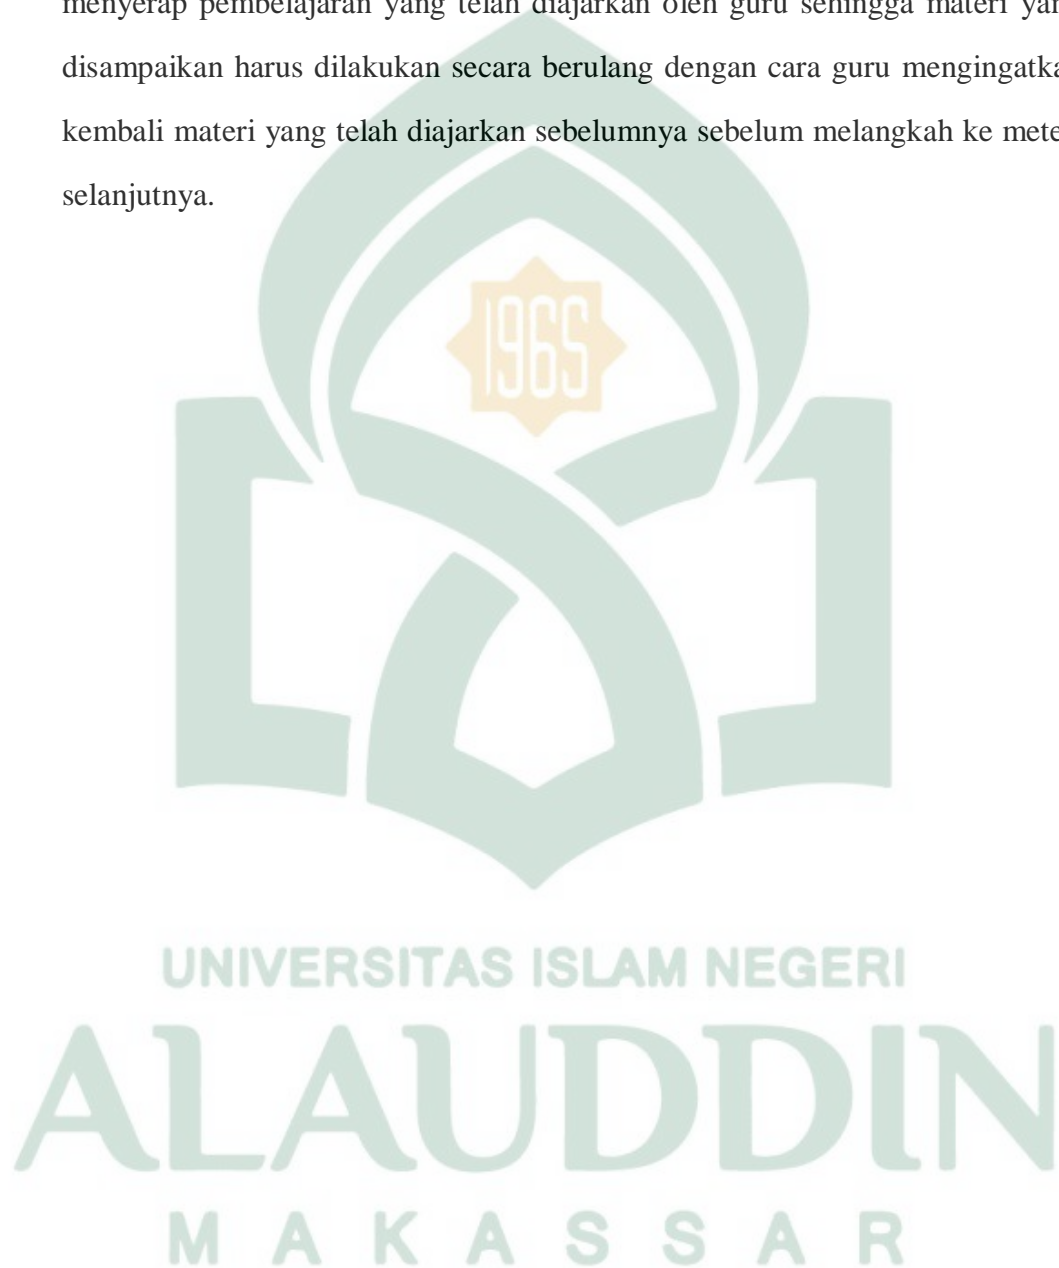 menyerap pembelajaran yang telah diajarkan oleh guru sehingga materi yan
disampaikan harus dilakukan secara berulang dengan cara guru mengingatka
kembali materi yang telah diajarkan sebelumnya sebelum melangkah ke mete
selanjutnya.
1965
UNIVERSITAS ISLAM NEGERI
ALAUDDIN
MAKASSAR